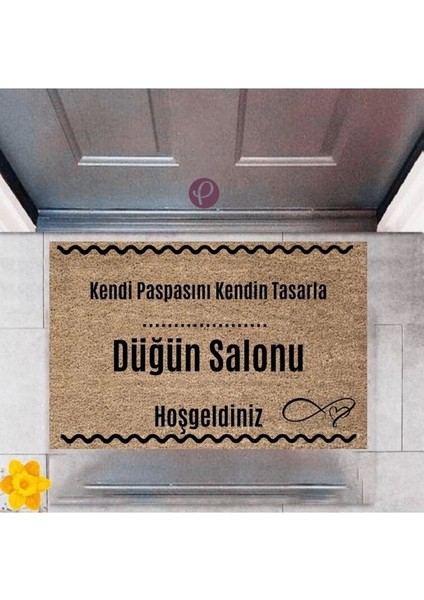 Kendi Paspasını Kendin Tasarla
....................
Düğün Salonu
Hoşgeldiniz